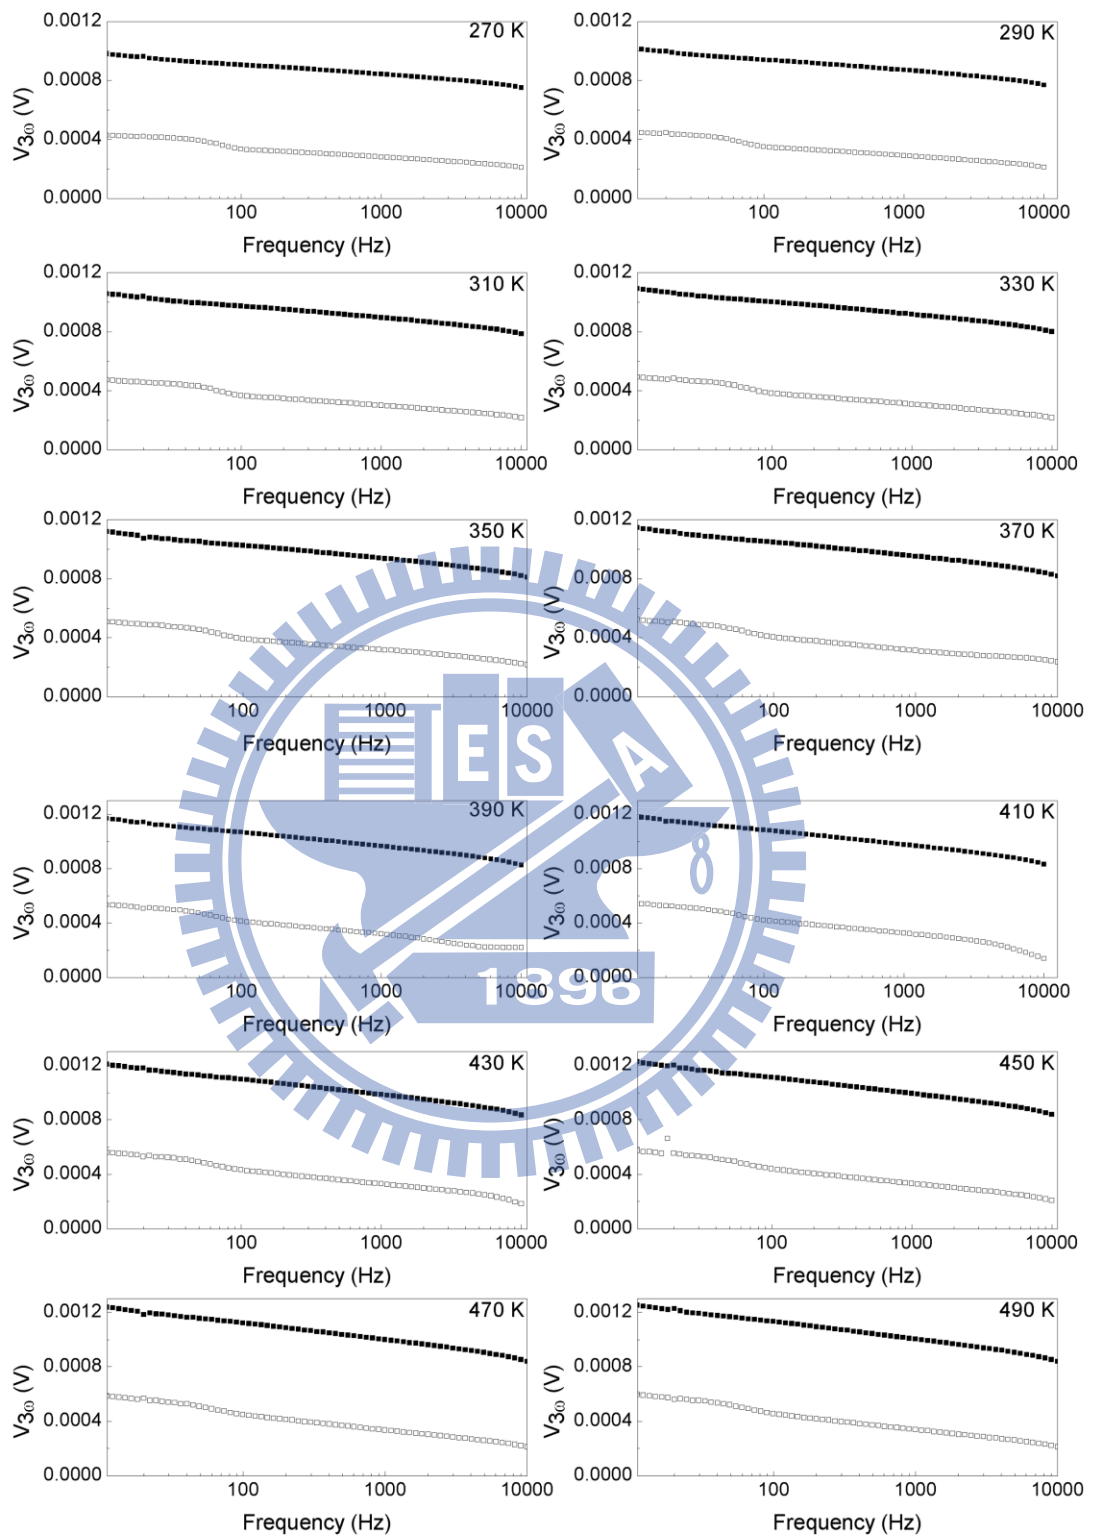 270 K
0.0012
0.0008
0.0004
0.0000
V3ω (V)
100 1000 10000
Frequency (Hz)
290 K
0.0012
0.0008
0.0004
0.0000
V3ω (V)
100 1000 10000
Frequency (Hz)
310 K
0.0012
0.0008
0.0004
0.0000
V3ω (V)
100 1000 10000
Frequency (Hz)
330 K
0.0012
0.0008
0.0004
0.0000
V3ω (V)
100 1000 10000
Frequency (Hz)
350 K
0.0012
0.0008
0.0004
0.0000
V3ω (V)
100 1000 10000
Frequency (Hz)
370 K
0.0012
0.0008
0.0004
0.0000
V3ω (V)
100 1000 10000
Frequency (Hz)
ESA
390 K
0.0012
0.0008
0.0004
0.0000
V3ω (V)
100 1000 10000
Frequency (Hz)
410 K
0.0012
0.0008
0.0004
0.0000
V3ω (V)
100 1000 10000
Frequency (Hz)
8
1896
430 K
0.0012
0.0008
0.0004
0.0000
V3ω (V)
100 1000 10000
Frequency (Hz)
450 K
0.0012
0.0008
0.0004
0.0000
V3ω (V)
100 1000 10000
Frequency (Hz)
470 K
0.0012
0.0008
0.0004
0.0000
V3ω (V)
100 1000 10000
Frequency (Hz)
490 K
0.0012
0.0008
0.0004
0.0000
V3ω (V)
100 1000 10000
Frequency (Hz)